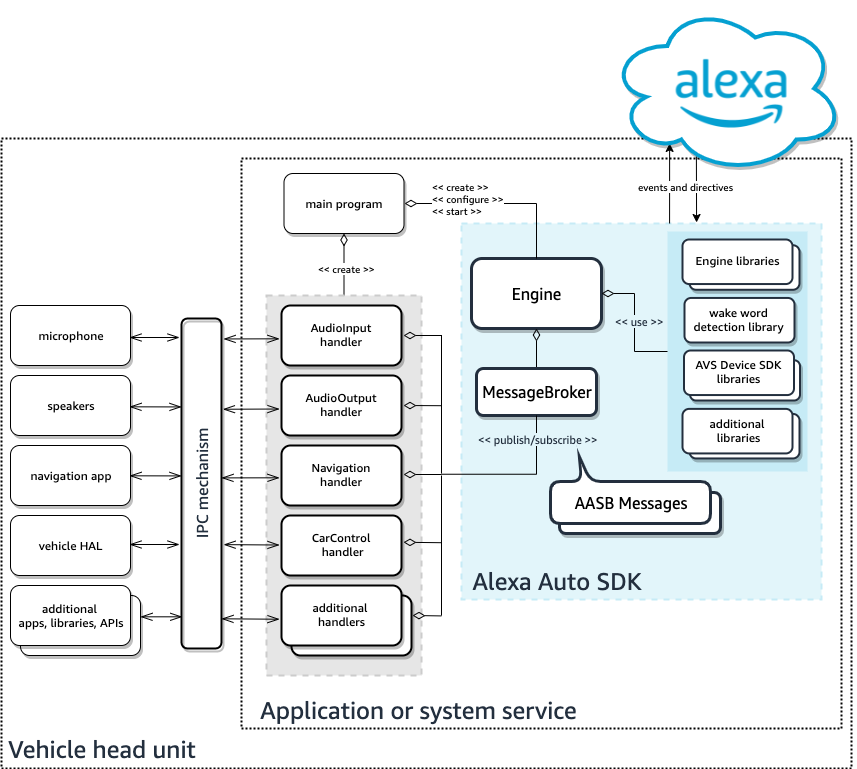 alexa
events and directives
main program
<< create >>
<< configure >>
<< start >>
<< create >>
Engine
<< use >>
Engine libraries
wake word
detection library
AVS Device SDK
libraries
additional
libraries
MessageBroker
<< publish/subscribe >>
AASB Messages
Alexa Auto SDK
microphone
speakers
navigation app
vehicle HAL
additional
apps, libraries, APIs
IPC mechanism
AudioInput
handler
AudioOutput
handler
Navigation
handler
CarControl
handler
additional
handlers
Application or system service
Vehicle head unit